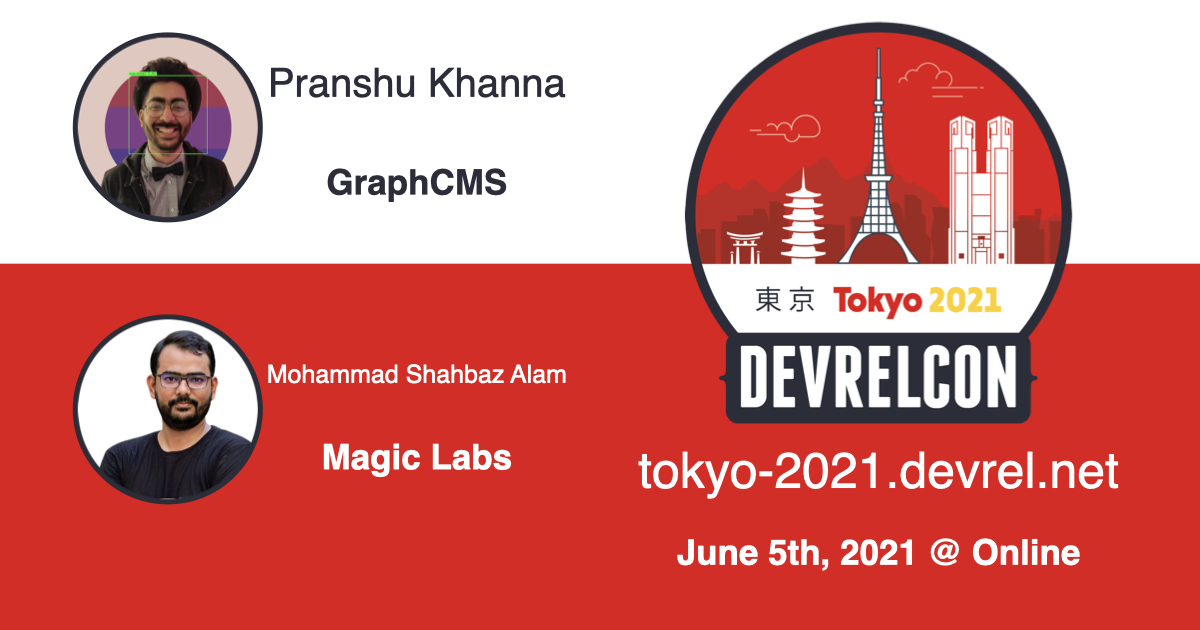 Pranshu Khanna
GraphCMS
Mohammad Shahbaz Alam
Magic Labs
東京 Tokyo 2021
DEVRELCON
tokyo-2021.devrel.net
June 5th, 2021 @ Online